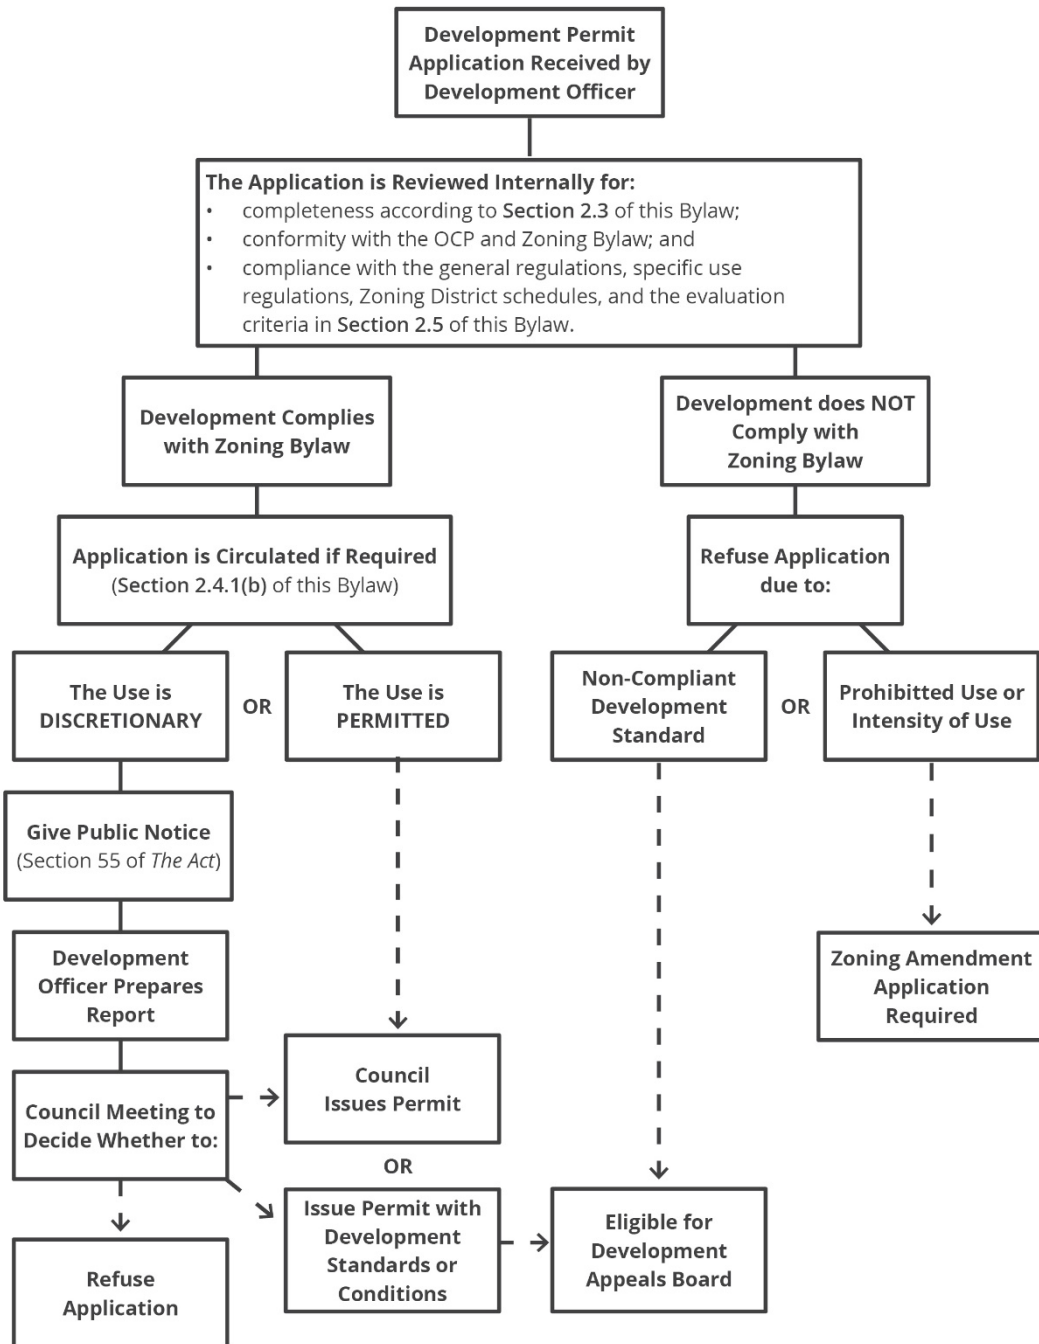 Development Permit
Application Received by
Development Officer
The Application is Reviewed Internally for:
• completeness according to Section 2.3 of this Bylaw;
• conformity with the OCP and Zoning Bylaw; and
• compliance with the general regulations, specific use
regulations, Zoning District schedules, and the evaluation
criteria in Section 2.5 of this Bylaw.
Development Complies
with Zoning Bylaw
Development does NOT
Comply with
Zoning Bylaw
Application is Circulated if Required
(Section 2.4.1(b) of this Bylaw)
Refuse Application
due to:
The Use is
DISCRETIONARY
OR
The Use is
PERMITTED
Non-Compliant
Development
Standard
OR
Prohibitted Use or
Intensity of Use
Give Public Notice
(Section 55 of The Act)
Development
Officer Prepares
Report
Zoning Amendment
Application
Required
Council Meeting to
Decide Whether to:
Council
Issues Permit
OR
Issue Permit with
Development
Standards or
Conditions
Eligible for
Development
Appeals Board
Refuse
Application